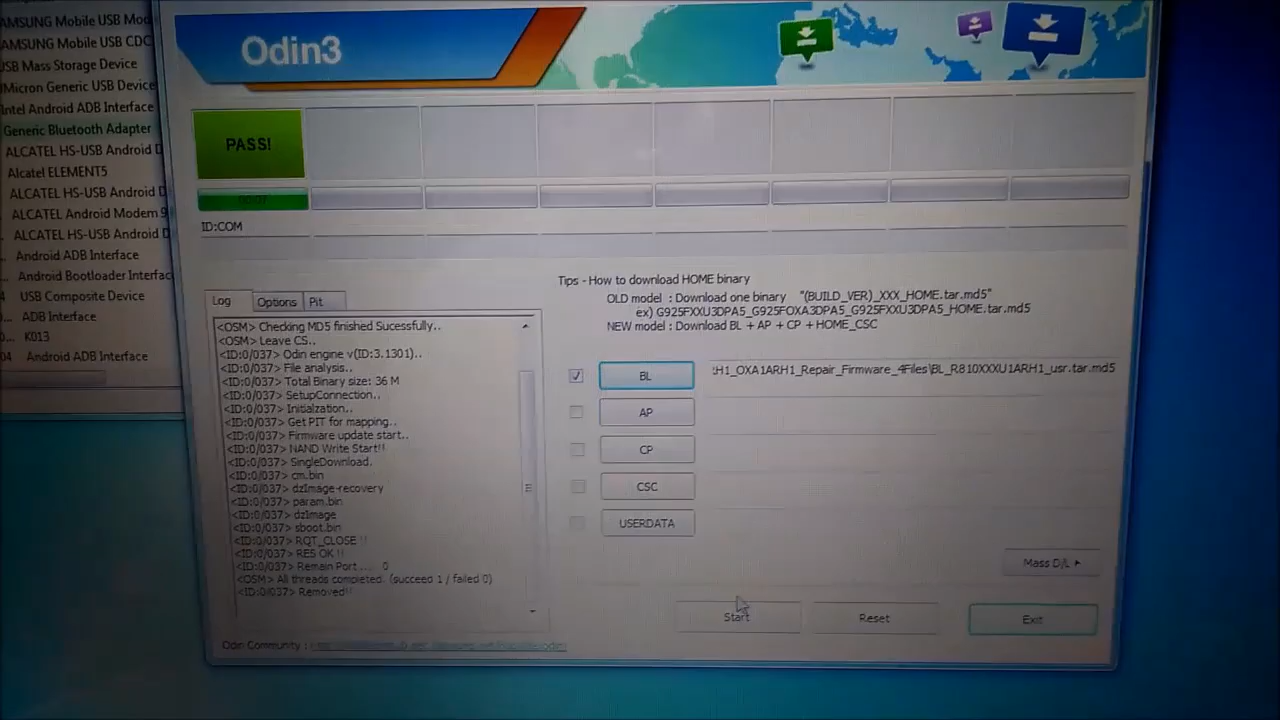 AMSUNG Mobile USB Mod
AMSUNG Mobile USB CDC
USB Mass Storage Device
Micron Generic USB Device
Intel Android ADB Interface
Generic Bluetooth Adapter
ALCATEL HS-USB Android D
Alcatel ELEMENT5
ALCATEL HS-USB Android D
ALCATEL Android Modem 9
ALCATEL HS-USB Android D
Android ADB Interface
Android Bootloader Interfac
4 USB Composite Device
... ADB Interface
... K013
04 Android ADB Interface
Odin3
PASS!
00:07
ID:COM
Log
Options
Pit
<OSM> Checking MD5 finished Sucessfully..
<OSM> Leave CS..
<ID:0/037> Odin engine v(ID:3.1301)..
<ID:0/037> File analysis..
<ID:0/037> Total Binary size: 36 M
<ID:0/037> SetupConnection..
<ID:0/037> Initialzation..
<ID:0/037> Get PIT for mapping..
<ID:0/037> Firmware update start..
<ID:0/037> NAND Write Start!!
<ID:0/037> SingleDownload.
<ID:0/037> cm.bin
<ID:0/037> dzImage-recovery
<ID:0/037> param.bin
<ID:0/037> dzImage
<ID:0/037> sboot.bin
<ID:0/037> RQT_CLOSE !!
<ID:0/037> RES OK !!
<ID:0/037> Remain Port .... 0
<OSM> All threads completed. (succeed 1 / failed 0)
<ID:0/037> Removed!!
Tips - How to download HOME binary
OLD model : Download one binary "(BUILD_VER)_XXX_HOME.tar.md5"
ex) G925FXXU3DPA5_G925FOXA3DPA5_G925FXXU3DPA5_HOME.tar.md5
NEW model : Download BL + AP + CP + HOME_CSC
BL
:H1_OXA1ARH1_Repair_Firmware_4Files\BL_R810XXXU1ARH1_usr.tar.md5
AP
CP
CSC
USERDATA
Mass D/L
Start
Reset
Exit
Odin Community :